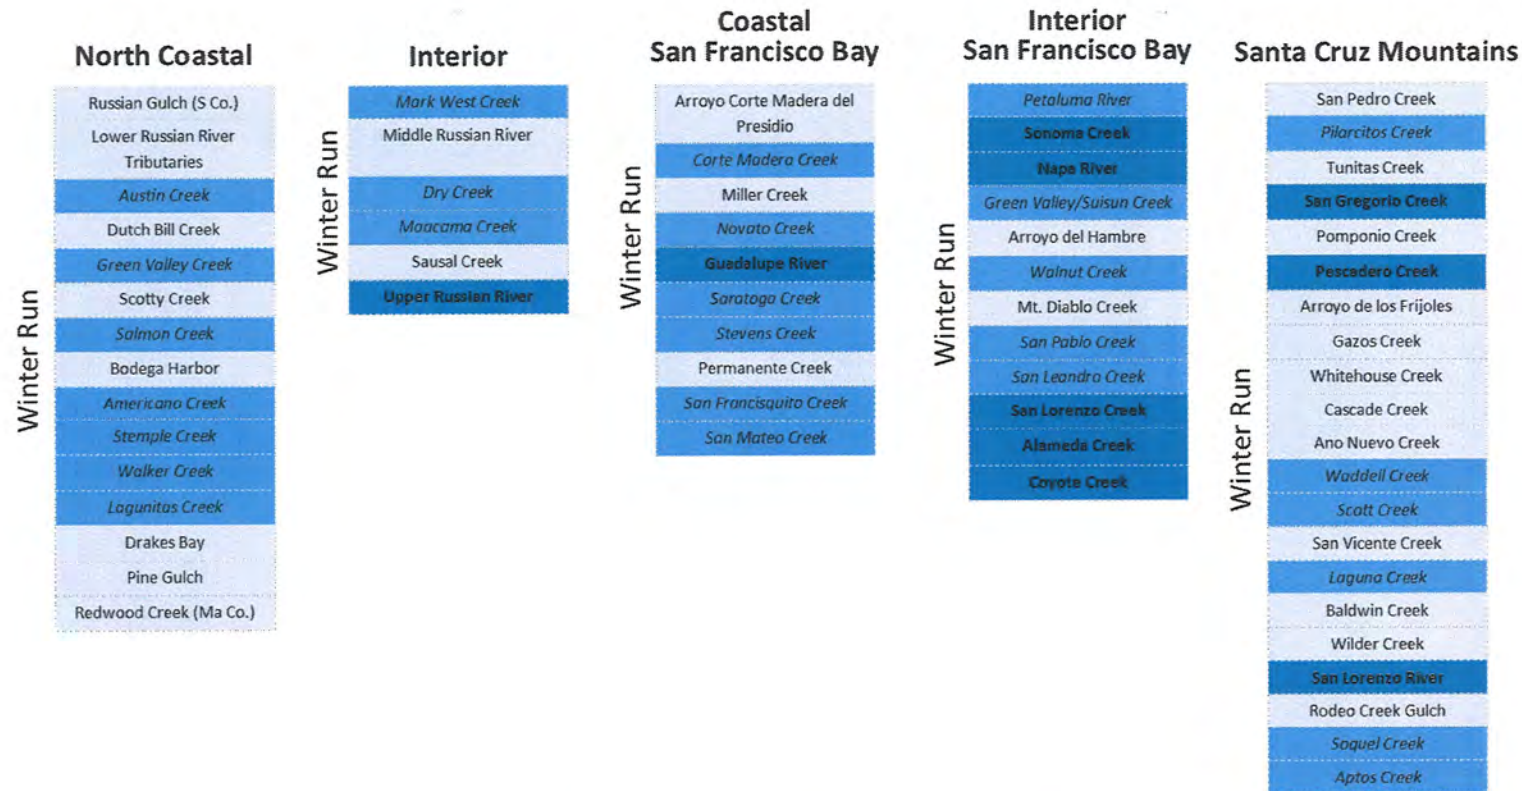 North Coastal
Winter Run
Russian Gulch (S Co.)
Lower Russian River
Tributaries
Austin Creek
Dutch Bill Creek
Green Valley Creek
Scotty Creek
Salmon Creek
Bodega Harbor
Americano Creek
Stemple Creek
Walker Creek
Lagunitas Creek
Drakes Bay
Pine Gulch
Redwood Creek (Ma Co.)
Interior
Winter Run
Mark West Creek
Middle Russian River
Dry Creek
Maacama Creek
Sausal Creek
Upper Russian River
Coastal
San Francisco Bay
Winter Run
Arroyo Corte Madera del
Presidio
Corte Madera Creek
Miller Creek
Novato Creek
Guadalupe River
Saratoga Creek
Stevens Creek
Permanente Creek
San Francisquito Creek
San Mateo Creek
Interior
San Francisco Bay
Winter Run
Petaluma River
Sonoma Creek
Napa River
Green Valley/Suisun Creek
Arroyo del Hambre
Walnut Creek
Mt. Diablo Creek
San Pablo Creek
San Leandro Creek
San Lorenzo Creek
Alameda Creek
Coyote Creek
Santa Cruz Mountains
Winter Run
San Pedro Creek
Pilarcitos Creek
Tunitas Creek
San Gregorio Creek
Pomponio Creek
Pescadero Creek
Arroyo de los Frijoles
Gazos Creek
Whitehouse Creek
Cascade Creek
Ano Nuevo Creek
Waddell Creek
Scott Creek
San Vicente Creek
Laguna Creek
Baldwin Creek
Wilder Creek
San Lorenzo River
Rodeo Creek Gulch
Soquel Creek
Aptos Creek